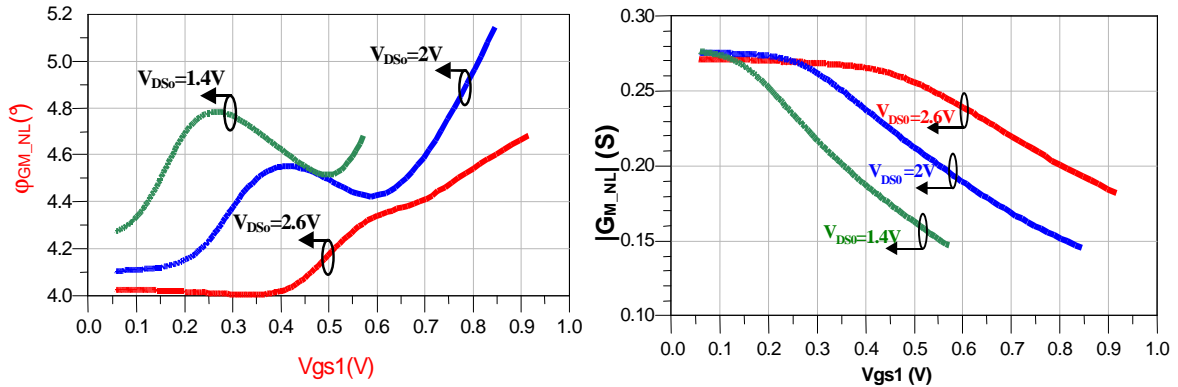 5.2
5.0
4.8
4.6
4.4
4.2
4.0
φGM_NL(°)
VDSo=2V
VDSo=1.4V
VDSo=2.6V
0.0 0.1 0.2 0.3 0.4 0.5 0.6 0.7 0.8 0.9 1.0
Vgs1(V)
0.30
0.25
0.20
0.15
0.10
|GM_NL| (S)
VDS0=2.6V
VDS0=2V
VDS0=1.4V
0.0 0.1 0.2 0.3 0.4 0.5 0.6 0.7 0.8 0.9 1.0
Vgs1 (V)